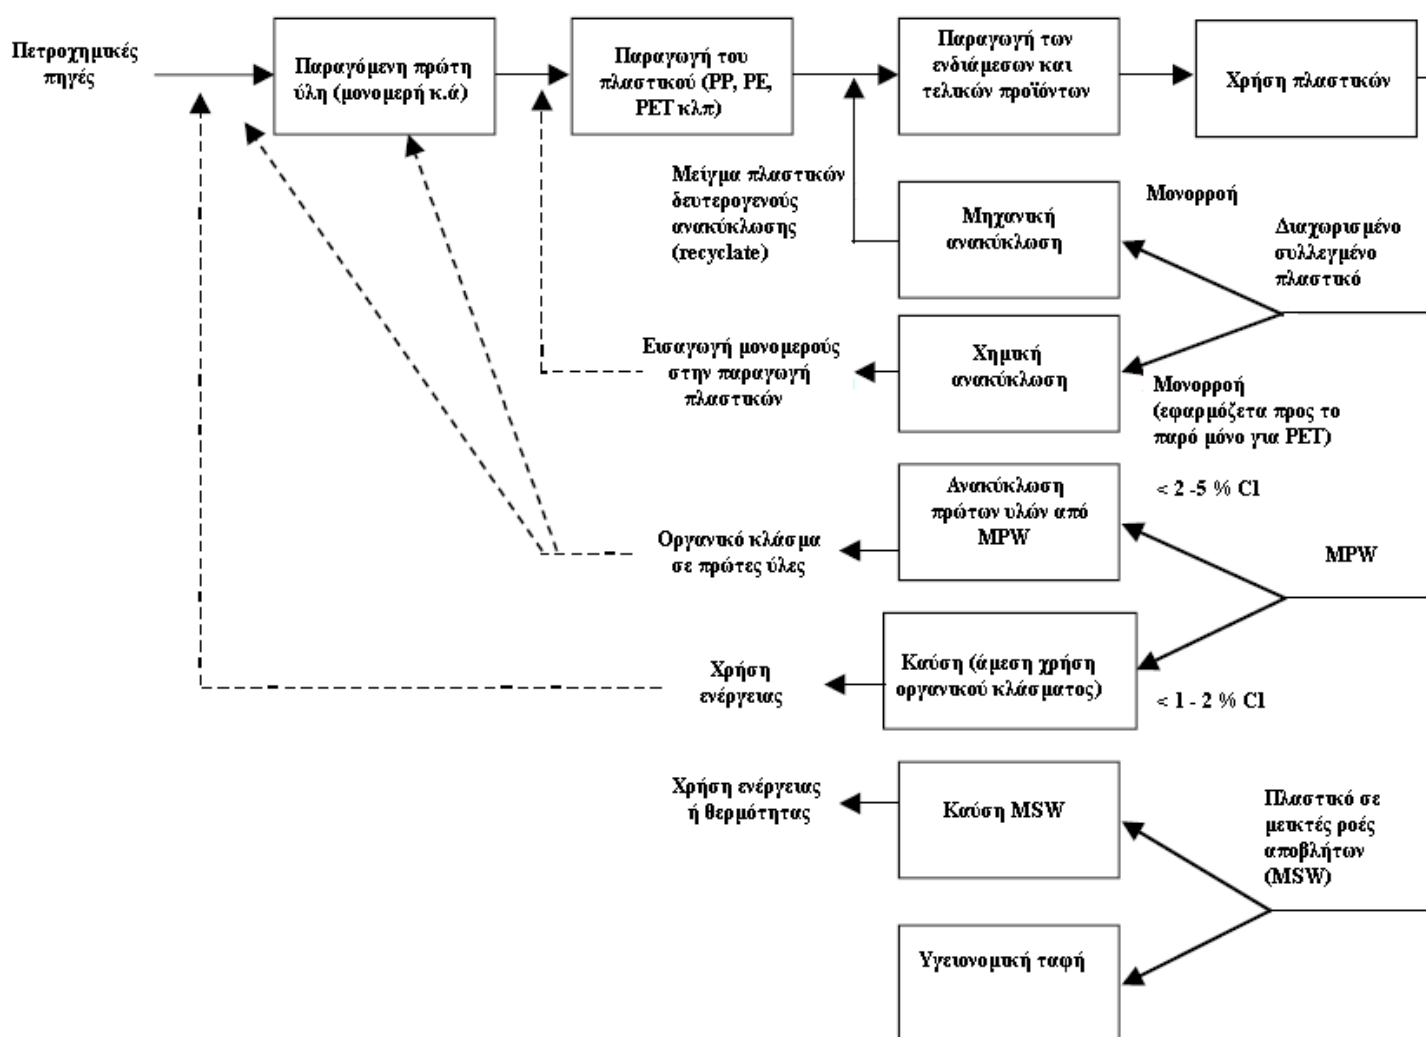 Πετροχημικές
πηγές
Παραγόμενη πρώτη
ύλη (μονομερή κ.ά)
Παραγωγή του
πλαστικού (PP, PE,
PET κλπ)
Παραγωγή των
ενδιάμεσων και
τελικών προϊόντων
Χρήση πλαστικών
Μείγμα πλαστικών
δευτερογενούς
ανακύκλωσης
(recyclate)
Μηχανική
ανακύκλωση
Μονορροή
Διαχωρισμένο
συλλεγμένο
πλαστικό
Εισαγωγή μονομερούς
στην παραγωγή
πλαστικών
Χημική
ανακύκλωση
Μονορροή
(εφαρμόζετα προς το
παρό μόνο για PET)
Οργανικό κλάσμα
σε πρώτες ύλες
Ανακύκλωση
πρώτων υλών από
MPW
< 2 -5 % Cl
MPW
Χρήση
ενέργειας
Καύση (άμεση χρήση
οργανικού κλάσματος)
< 1 - 2 % Cl
Χρήση ενέργειας
ή θερμότητας
Καύση MSW
Πλαστικό σε
μεικτές ροές
αποβλήτων
(MSW)
Υγειονομική ταφή